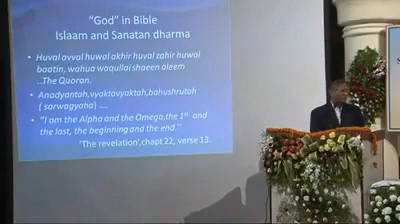 “God” in Bible
Islaam and Sanatan dharma
• Huval avval huwal akhir huval zahir huwal
baatin, wahua waqullai shaeen aleem
..The Quoran.
• Anadyantah,vyaktavyaktah,bahushrutah
( sarwagyaha) ....
• “I am the Alpha and the Omega,the 1st and
the last, the beginning and the end.”
‘The revelation’,chapt 22, verse 13.